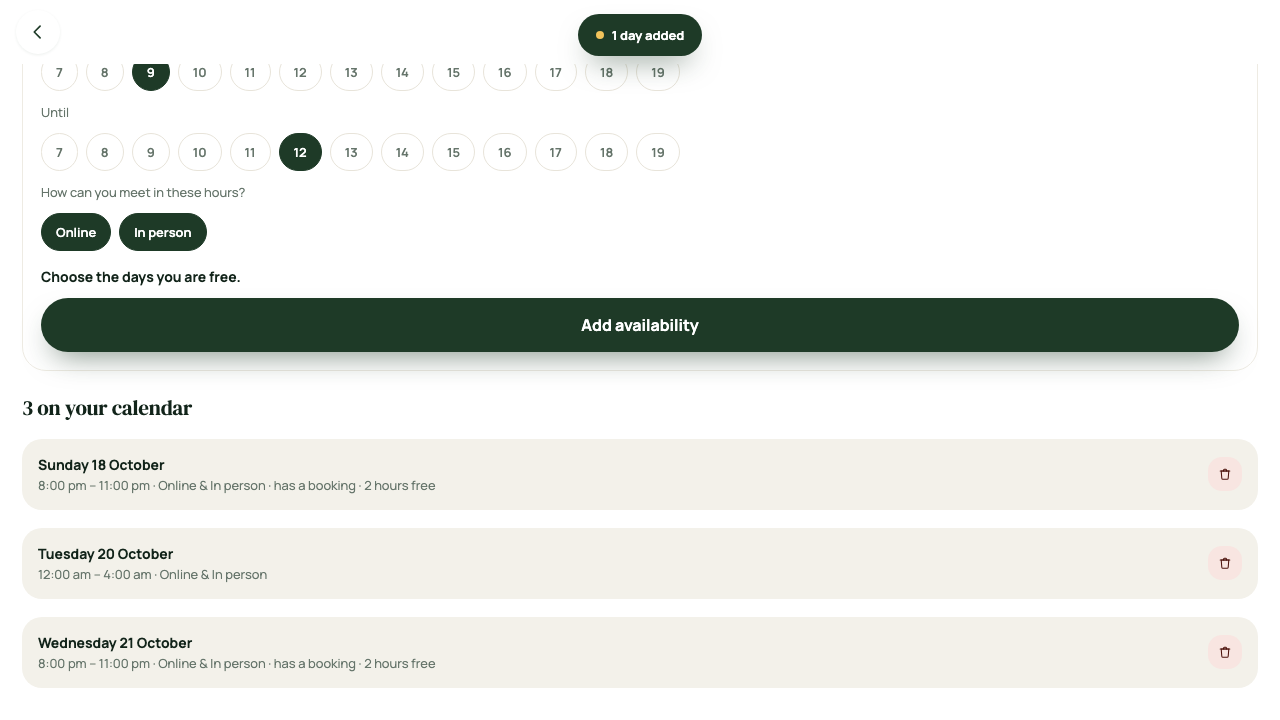 1 day added
7 8 9 10 11 12 13 14 15 16 17 18 19
Until
7 8 9 10 11 12 13 14 15 16 17 18 19
How can you meet in these hours?
Online In person
Choose the days you are free.
Add availability
3 on your calendar
Sunday 18 October
8:00 pm – 11:00 pm · Online & In person · has a booking · 2 hours free
Tuesday 20 October
12:00 am – 4:00 am · Online & In person
Wednesday 21 October
8:00 pm – 11:00 pm · Online & In person · has a booking · 2 hours free